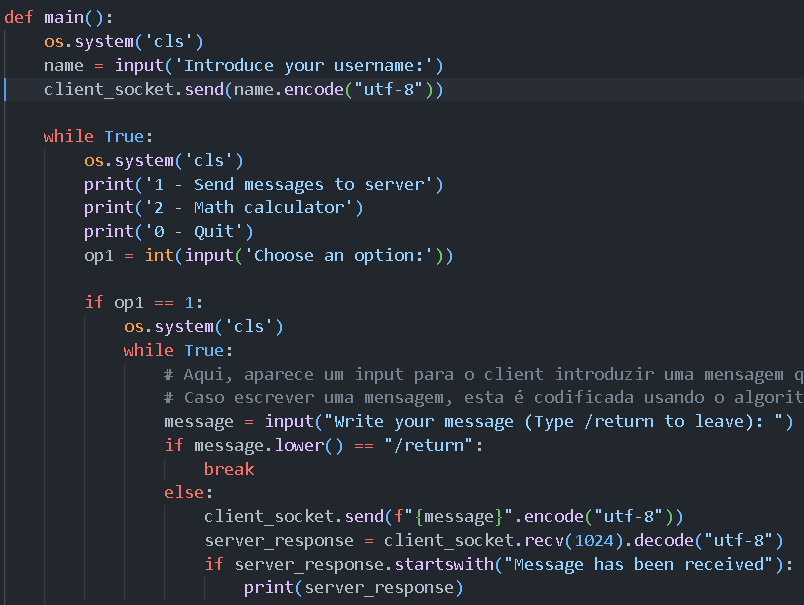 def main():
    os.system('cls')
    name = input('Introduce your username:')
    client_socket.send(name.encode("utf-8"))

    while True:
        os.system('cls')
        print('1 - Send messages to server')
        print('2 - Math calculator')
        print('0 - Quit')
        op1 = int(input('Choose an option:'))

        if op1 == 1:
            os.system('cls')
            while True:
                # Aqui, aparece um input para o client introduzir uma mensagem q
                # Caso escrever uma mensagem, esta é codificada usando o algorit
                message = input("Write your message (Type /return to leave): ")
                if message.lower() == "/return":
                    break
                else:
                    client_socket.send(f"{message}".encode("utf-8"))
                    server_response = client_socket.recv(1024).decode("utf-8")
                    if server_response.startswith("Message has been received"):
                        print(server_response)